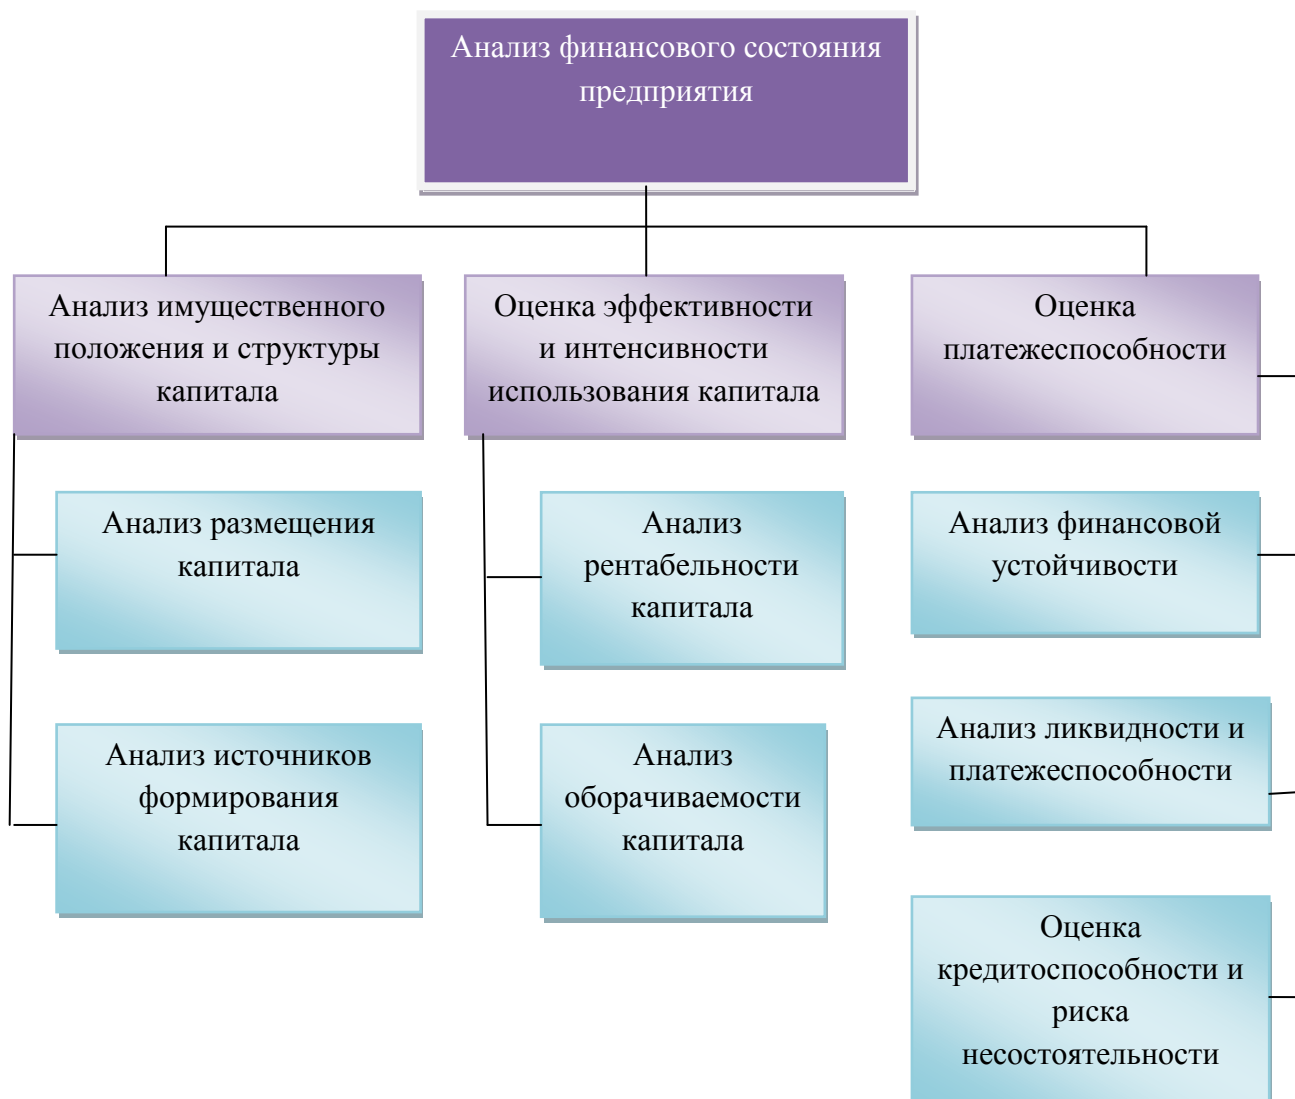 Анализ финансового состояния
предприятия
Анализ имущественного
положения и структуры
капитала
Оценка эффективности
и интенсивности
использования капитала
Оценка
платежеспособности
Анализ размещения
капитала
Анализ
рентабельности
капитала
Анализ финансовой
устойчивости
Анализ источников
формирования
капитала
Анализ
оборачиваемости
капитала
Анализ ликвидности и
платежеспособности
Оценка
кредитоспособности и
риска
несостоятельности